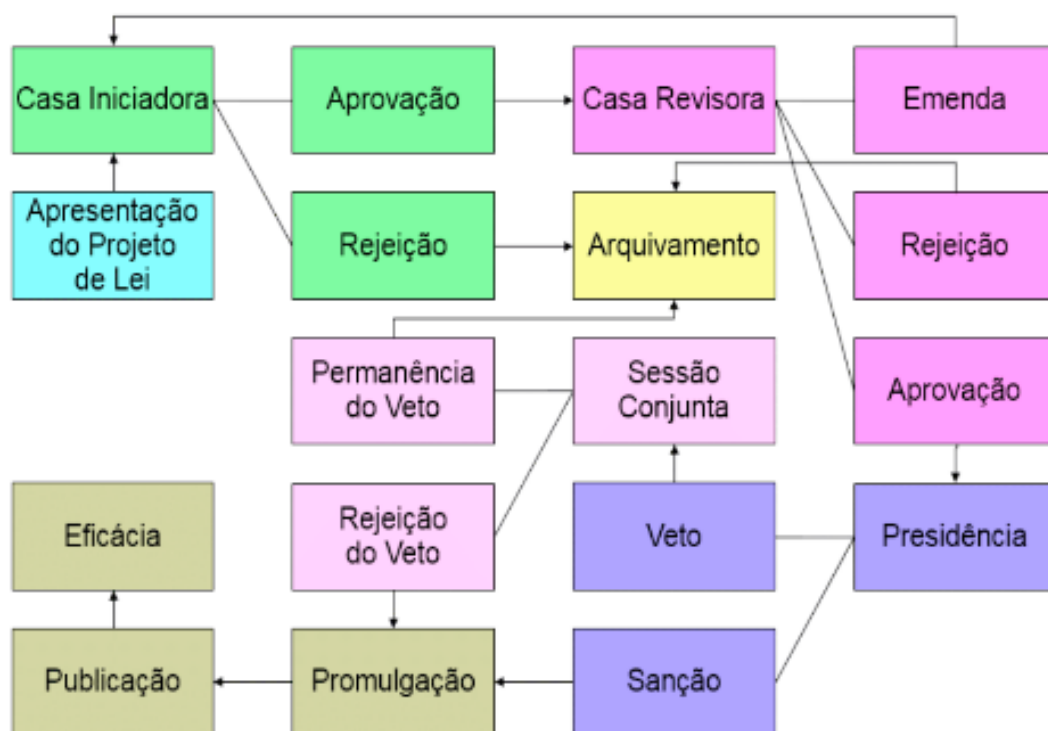 Casa Iniciadora
Aprovação
Casa Revisora
Emenda
Apresentação
do Projeto
de Lei
Rejeição
Arquivamento
Rejeição
Permanência
do Veto
Sessão
Conjunta
Aprovação
Eficácia
Rejeição
do Veto
Veto
Presidência
Publicação
Promulgação
Sanção